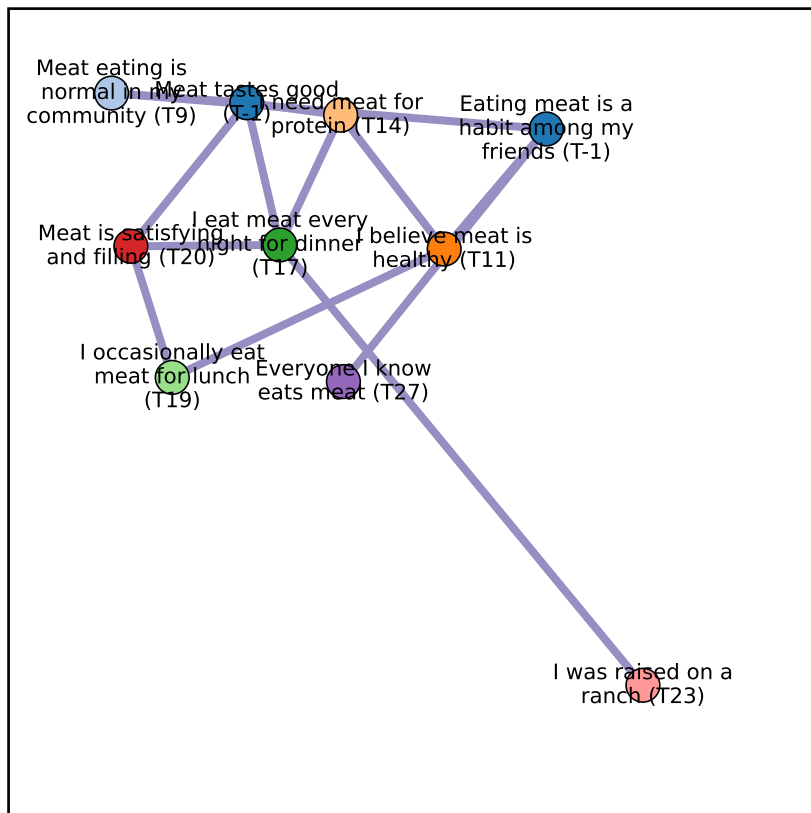 Meat eating is
normal in my
community (T9)
Meat tastes good
(T-1)
I need meat for
protein (T14)
Eating meat is a
habit among my
friends (T-1)
Meat is satisfying
and filling (T20)
I eat meat every
night for dinner
(T17)
I believe meat is
healthy (T11)
I occasionally eat
meat for lunch
(T19)
Everyone I know
eats meat (T27)
I was raised on a
ranch (T23)